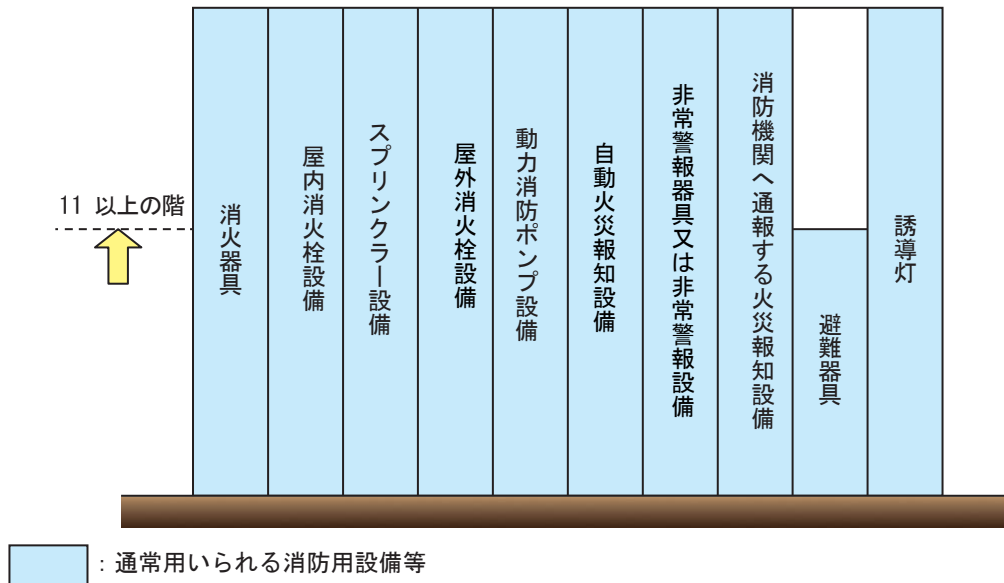 11 以上の階
消火器具
屋内消火栓設備
スプリンクラー設備
屋外消火栓設備
動力消防ポンプ設備
自動火災報知設備
非常警報器具又は非常警報設備
消防機関へ通報する火災報知設備
避難器具
誘導灯
：通常用いられる消防用設備等